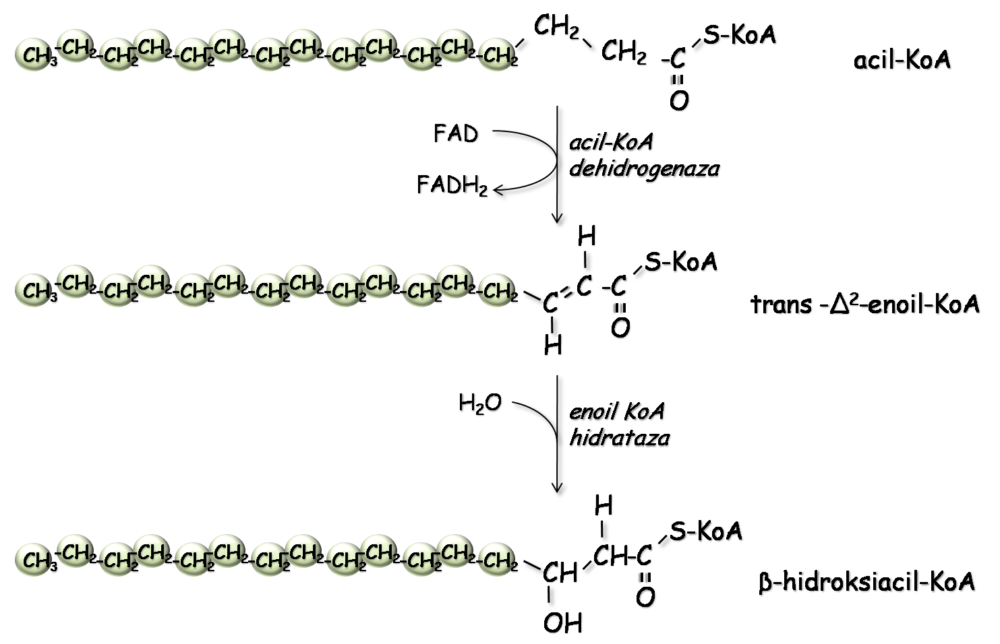 CH₃-CH₂-CH₂-CH₂-CH₂-CH₂-CH₂-CH₂-CH₂-CH₂-CH₂-CH₂-CH₂ CH₂ CH₂ -C S-KoA
O
acil-KoA
FAD
FADH₂
acil-KoA
dehidrogenaza
H
CH₃-CH₂-CH₂-CH₂-CH₂-CH₂-CH₂-CH₂-CH₂-CH₂-CH₂-CH₂-CH₂ C=C-C S-KoA
O
H
trans -Δ²-enoil-KoA
H₂O
enoil KoA
hidrataza
H
CH₃-CH₂-CH₂-CH₂-CH₂-CH₂-CH₂-CH₂-CH₂-CH₂-CH₂-CH₂-CH₂ CH CH-C S-KoA
O
OH
β-hidroksiacil-KoA